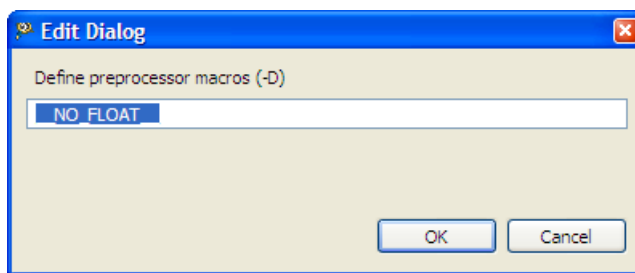 Edit Dialog
Define preprocessor macros (-D)
__NO_FLOAT__
OK
Cancel